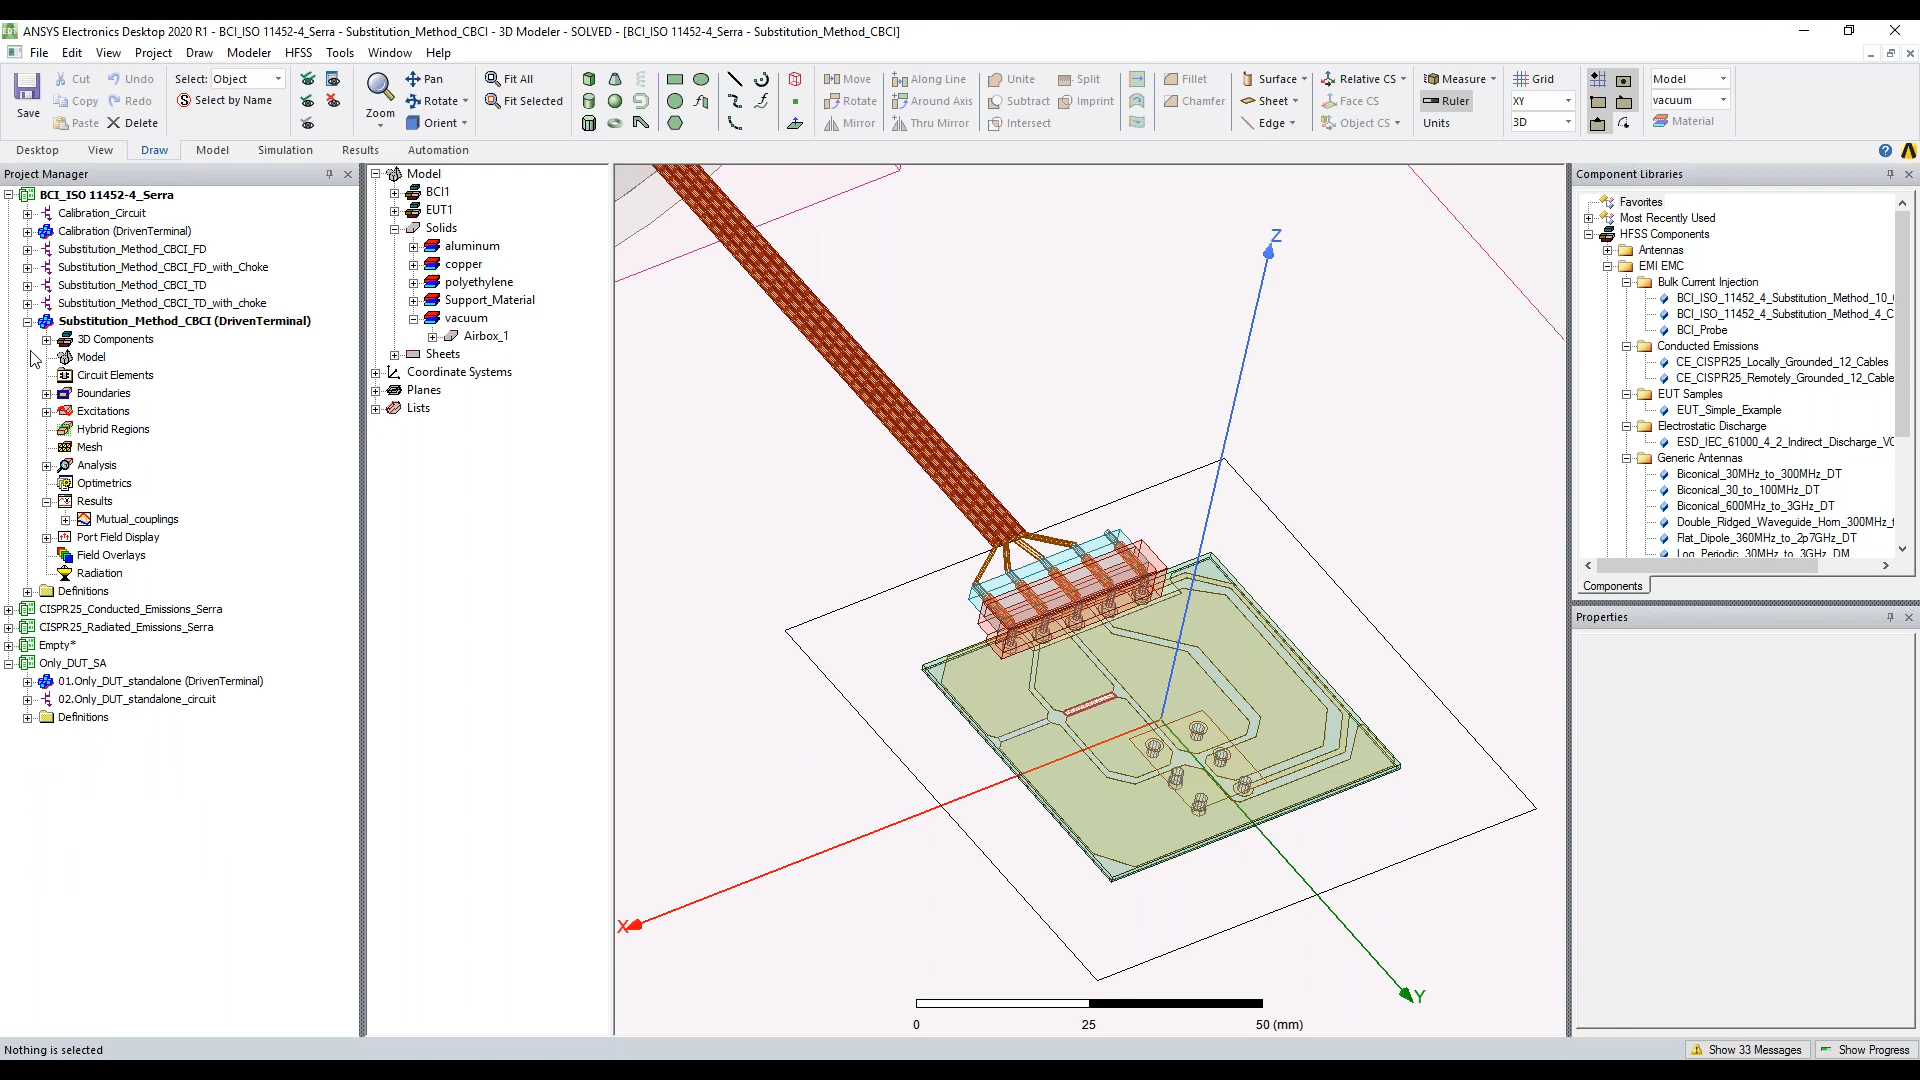 ANSYS Electronics Desktop 2020 R1 - BCI_ISO 11452-4_Serra - Substitution_Method_CBCI - 3D Modeler - SOLVED - [BCI_ISO 11452-4_Serra - Substitution_Method_CBCI]
File Edit View Project Draw Modeler HFSS Tools Window Help
Save
Cut
Copy
Paste
Undo
Redo
Delete
Select: Object
Select by Name
Zoom
Pan
Rotate
Orient
Fit All
Fit Selected
Move
Rotate
Mirror
Along Line
Around Axis
Thru Mirror
Unite
Subtract
Intersect
Split
Imprint
Fillet
Chamfer
Surface
Sheet
Edge
Relative CS
Face CS
Object CS
Measure
Ruler
Units
Grid
XY
3D
Model
vacuum
Material
Desktop View Draw Model Simulation Results Automation
Project Manager
BCI_ISO 11452-4_Serra
Calibration_Circuit
Calibration (DrivenTerminal)
Substitution_Method_CBCI_FD
Substitution_Method_CBCI_FD_with_Choke
Substitution_Method_CBCI_TD
Substitution_Method_CBCI_TD_with_choke
Substitution_Method_CBCI (DrivenTerminal)
3D Components
Model
Circuit Elements
Boundaries
Excitations
Hybrid Regions
Mesh
Analysis
Optimetrics
Results
Mutual_couplings
Port Field Display
Field Overlays
Radiation
Definitions
CISPR25_Conducted_Emissions_Serra
CISPR25_Radiated_Emissions_Serra
Empty*
Only_DUT_SA
01.Only_DUT_standalone (DrivenTerminal)
02.Only_DUT_standalone_circuit
Definitions
Model
BCI1
EUT1
Solids
aluminum
copper
polyethylene
Support_Material
vacuum
Airbox_1
Sheets
Coordinate Systems
Planes
Lists
Z
X
Y
0 25 50 (mm)
Component Libraries
Favorites
Most Recently Used
HFSS Components
Antennas
EMI EMC
Bulk Current Injection
BCI_ISO_11452_4_Substitution_Method_10_
BCI_ISO_11452_4_Substitution_Method_4_C
BCI_Probe
Conducted Emissions
CE_CISPR25_Locally_Grounded_12_Cables
CE_CISPR25_Remotely_Grounded_12_Cable
EUT Samples
EUT_Simple_Example
Electrostatic Discharge
ESD_IEC_61000_4_2_Indirect_Discharge_VC
Generic Antennas
Biconical_30MHz_to_300MHz_DT
Biconical_30_to_100MHz_DT
Biconical_600MHz_to_3GHz_DT
Double_Ridged_Waveguide_Horn_300MHz_t
Flat_Dipole_360MHz_to_2p7GHz_DT
Log_Periodic_30MHz_to_3GHz_DM
Components
Properties
Nothing is selected
Show 33 Messages
Show Progress